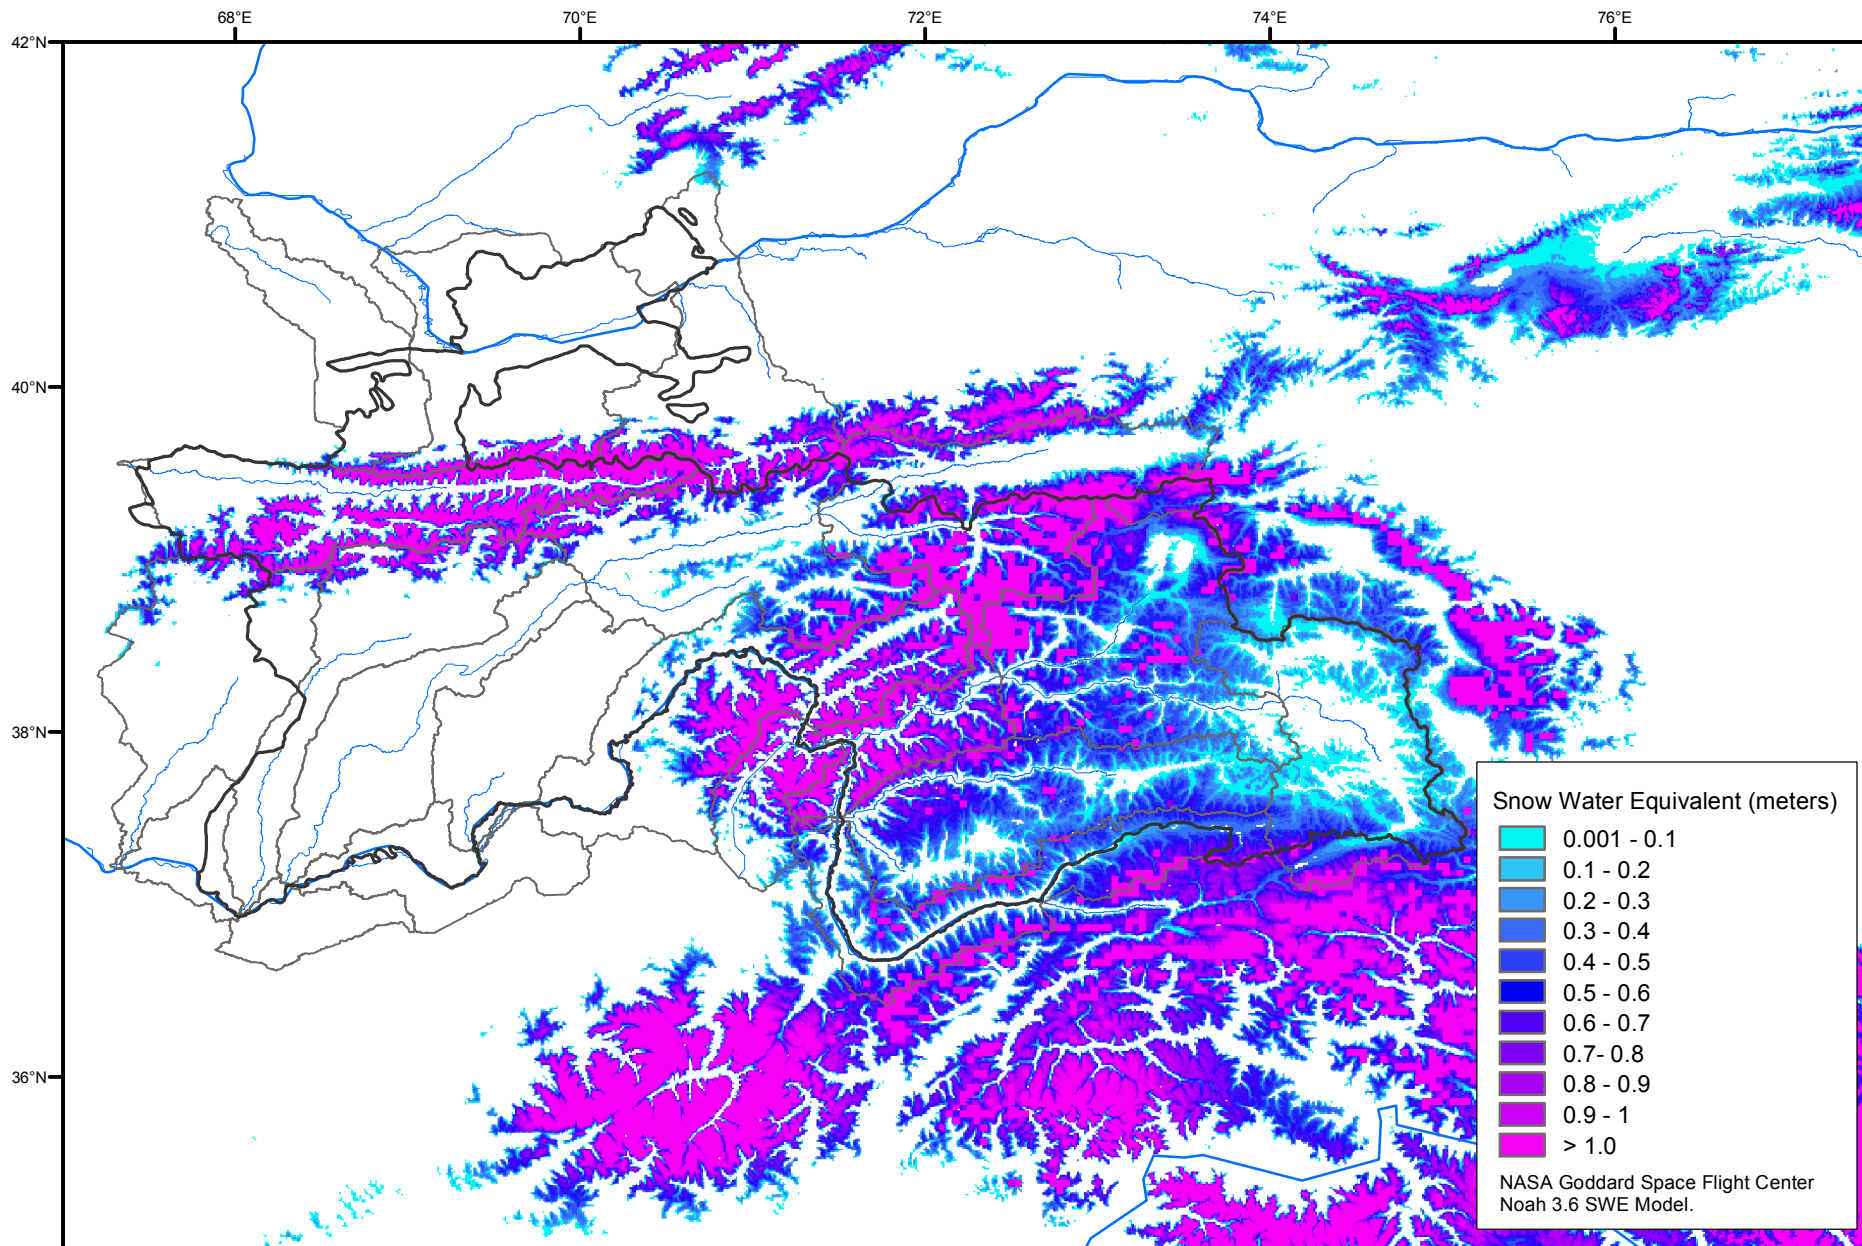 68°E 70°E 72°E 74°E 76°E
42°N
40°N
38°N
36°N
Snow Water Equivalent (meters)
0.001 - 0.1
0.1 - 0.2
0.2 - 0.3
0.3 - 0.4
0.4 - 0.5
0.5 - 0.6
0.6 - 0.7
0.7- 0.8
0.8 - 0.9
0.9 - 1
> 1.0
NASA Goddard Space Flight Center
Noah 3.6 SWE Model.